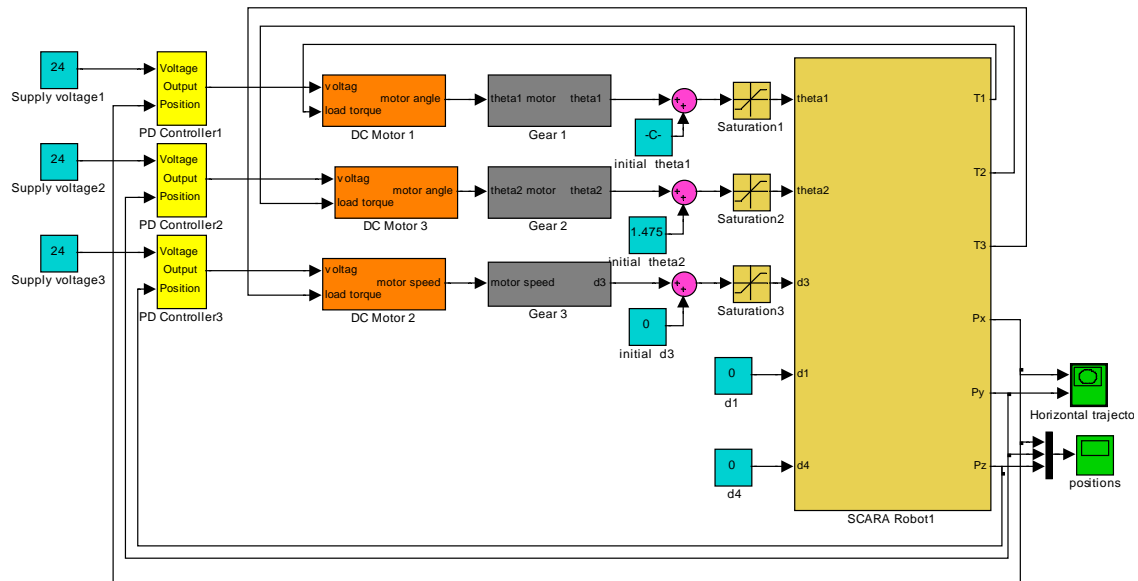 24
Supply voltage1
Voltage
Output
Position
PD Controller1
voltag
load torque
motor angle
DC Motor 1
theta1 motor
theta1
Gear 1
-C-
initial theta1
Saturation1
24
Supply voltage2
Voltage
Output
Position
PD Controller2
voltag
load torque
motor angle
DC Motor 3
theta2 motor
theta2
Gear 2
1.475
initial theta2
Saturation2
24
Supply voltage3
Voltage
Output
Position
PD Controller3
voltag
load torque
motor speed
DC Motor 2
motor speed
d3
Gear 3
0
initial d3
Saturation3
0
d1
0
d4
theta1
theta2
d3
d1
d4
T1
T2
T3
Px
Py
Pz
SCARA Robot1
Horizontal trajecto
positions